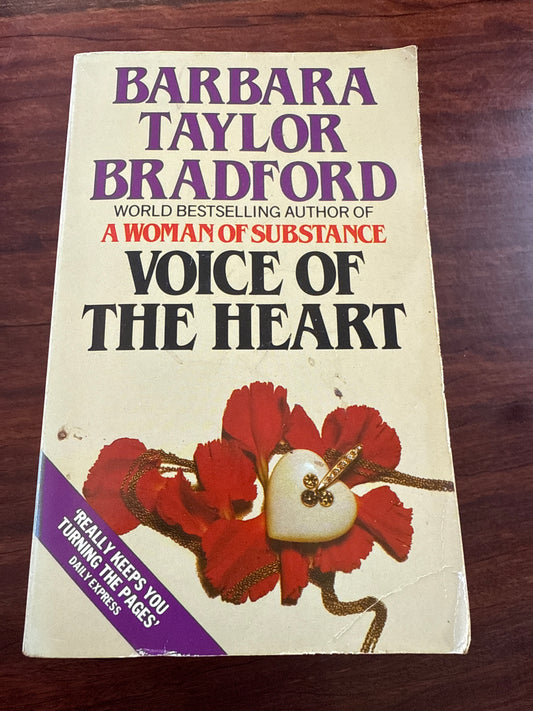 BARBARA
TAYLOR
BRADFORD
WORLD BESTSELLING AUTHOR OF
A WOMAN OF SUBSTANCE
VOICE OF
THE HEART
'REALLY KEEPS YOU
TURNING THE PAGES'
DAILY EXPRESS